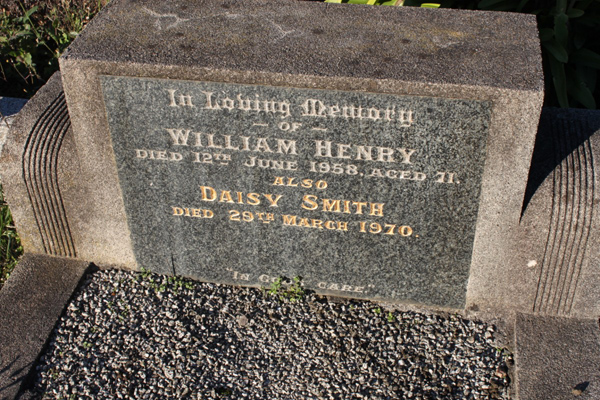 In Loving Memory
— OF —
WILLIAM HENRY
DIED 12TH JUNE 1958, AGED 71.
ALSO
DAISY SMITH
DIED 29TH MARCH 1970.
"IN GOD'S CARE"